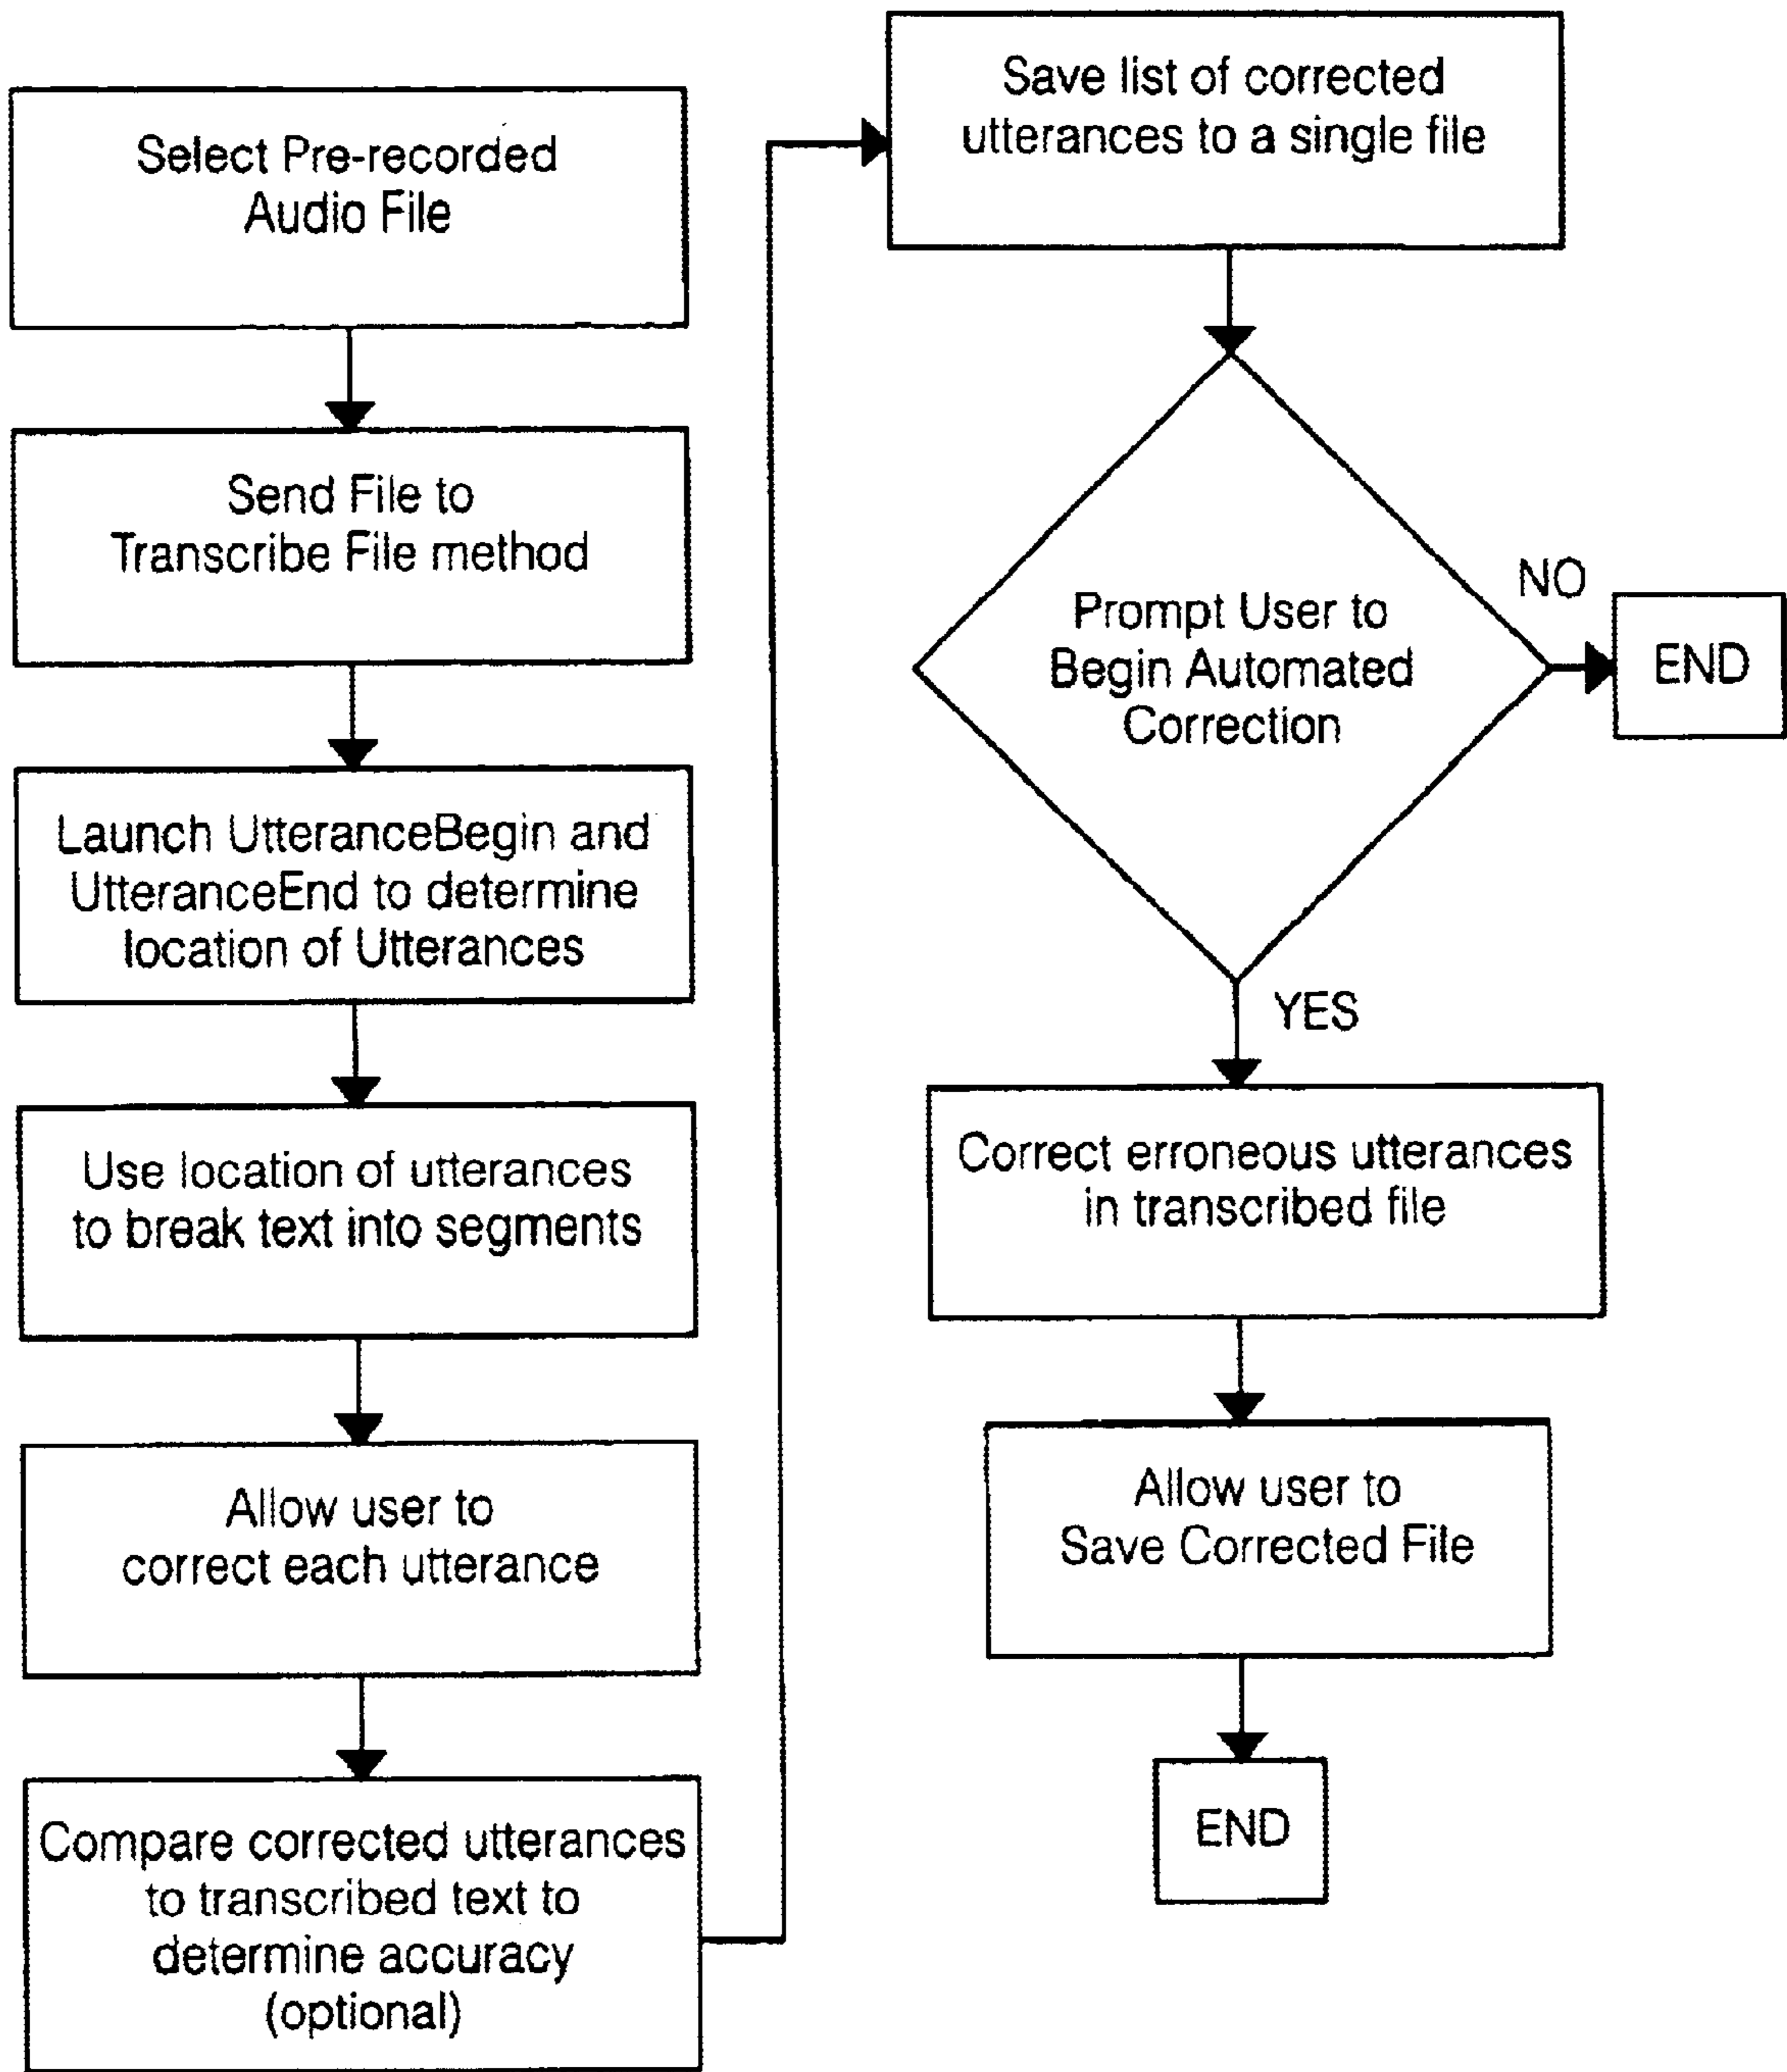 Select Pre-recorded
Audio File
Send File to
Transcribe File method
Launch UtteranceBegin and
UtteranceEnd to determine
location of Utterances
Use location of utterances
to break text into segments
Allow user to
correct each utterance
Compare corrected utterances
to transcribed text to
determine accuracy
(optional)
Save list of corrected
utterances to a single file
Prompt User to
Begin Automated
Correction
NO
END
YES
Correct erroneous utterances
in transcribed file
Allow user to
Save Corrected File
END